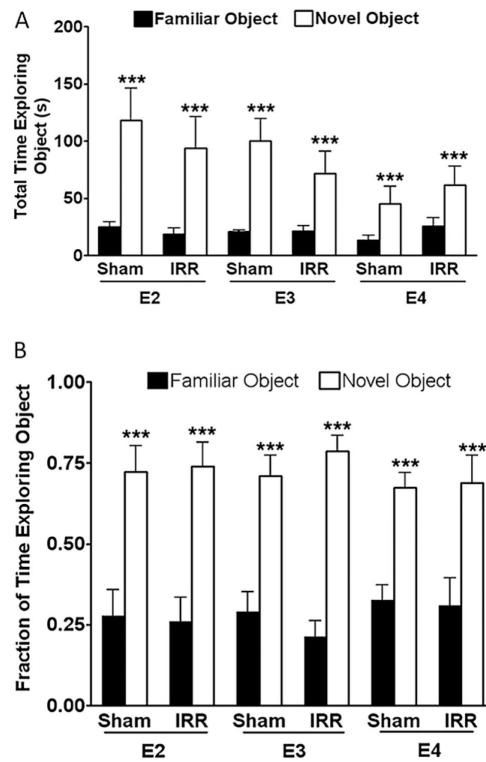 A
Familiar Object Novel Object
Total Time Exploring
Object (s)
200
150
100
50
0
*** *** *** *** *** ***
Sham IRR Sham IRR Sham IRR
E2 E3 E4
B
Familiar Object Novel Object
Fraction of Time Exploring Object
1.00
0.75
0.50
0.25
0.00
*** *** *** *** *** ***
Sham IRR Sham IRR Sham IRR
E2 E3 E4